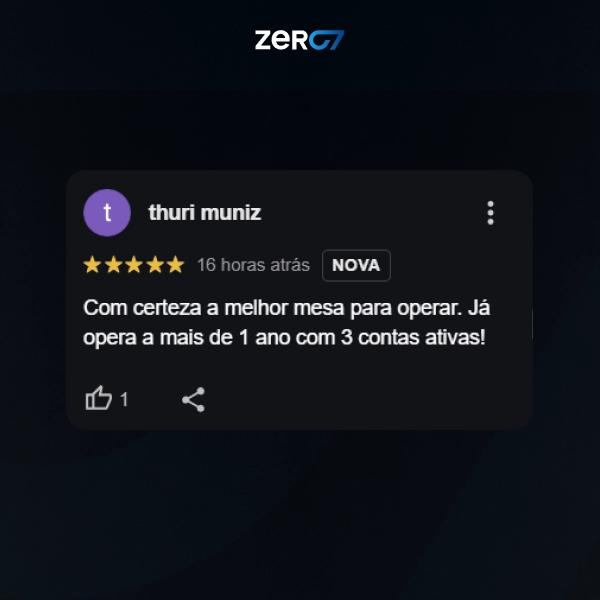 ZERO7
thuri muniz
t
16 horas atrás NOVA
Com certeza a melhor mesa para operar. Já
opera a mais de 1 ano com 3 contas ativas!
1